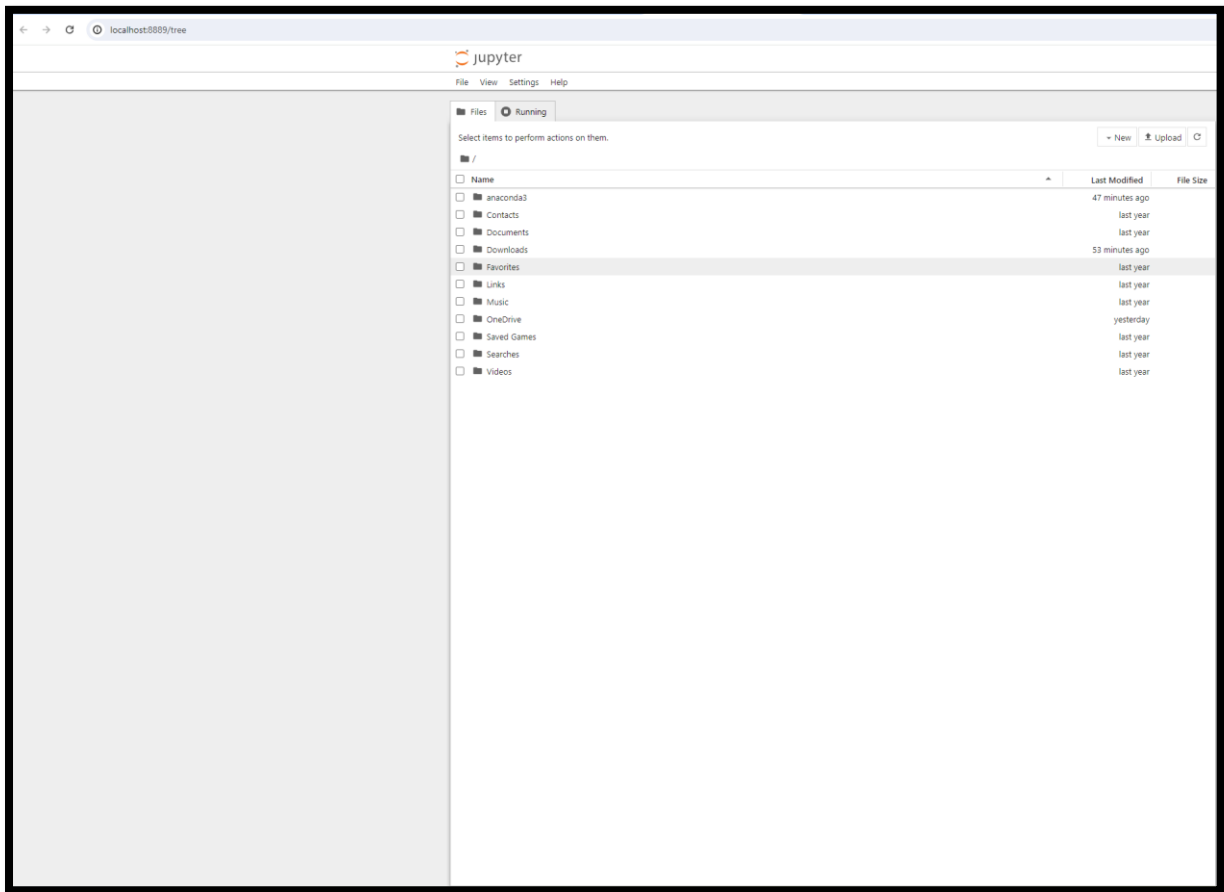 localhost:8889/tree
jupyter
File View Settings Help
Files Running
Select items to perform actions on them. New Upload
/
Name Last Modified File Size
anaconda3 47 minutes ago
Contacts last year
Documents last year
Downloads 53 minutes ago
Favorites last year
Links last year
Music last year
OneDrive yesterday
Saved Games last year
Searches last year
Videos last year